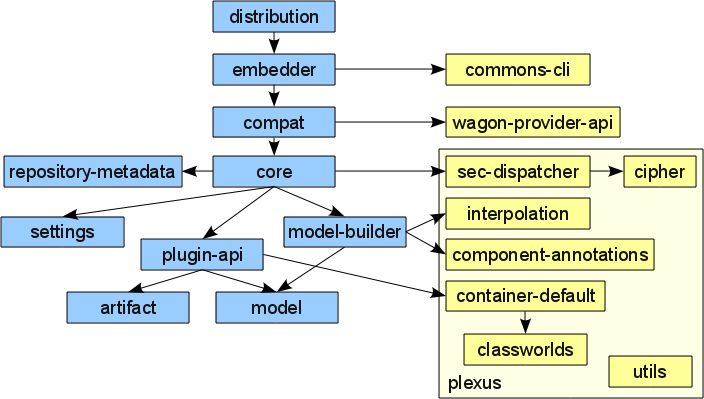 distribution
embedder
commons-cli
compat
wagon-provider-api
repository-metadata
core
sec-dispatcher
cipher
interpolation
settings
model-builder
plugin-api
component-annotations
artifact
model
container-default
classworlds
utils
plexus